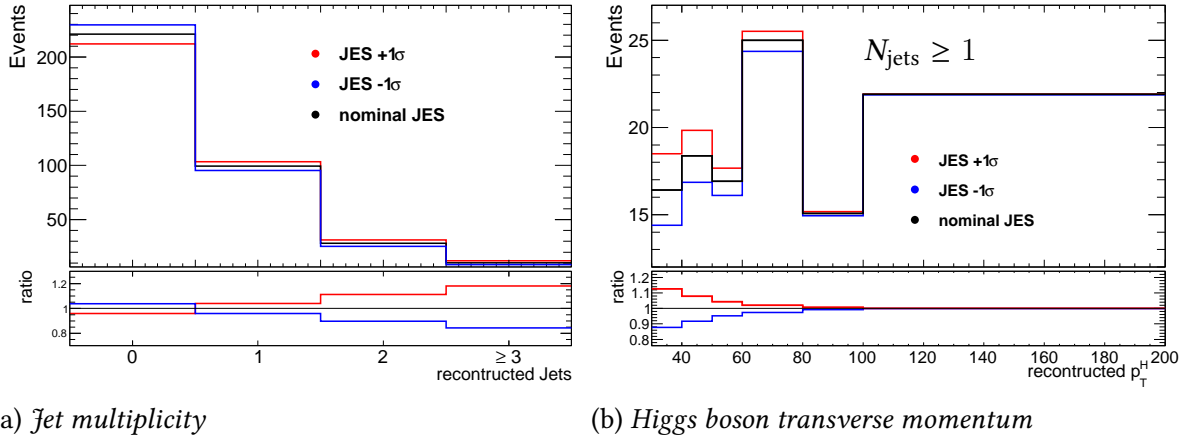 Events
200
150
100
50
JES +1σ
JES -1σ
nominal JES
ratio
1.2
1
0.8
0
1
2
≥ 3
recontructed Jets
a) Jet multiplicity
Events
25
20
15
N_jets ≥ 1
JES +1σ
JES -1σ
nominal JES
ratio
1.2
1.1
1
0.9
0.8
40
60
80
100
120
140
160
180
200
reconstructed p_T^H
(b) Higgs boson transverse momentum